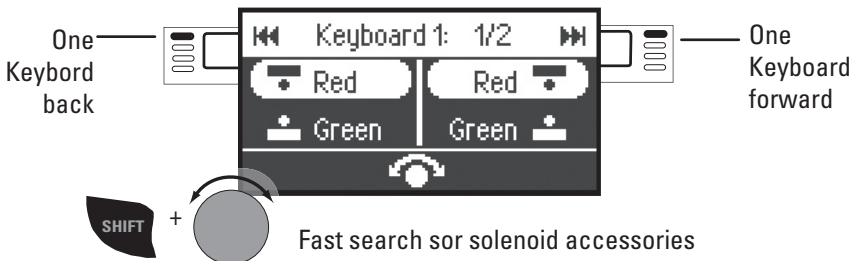 One
Keybord
back
Keyboard 1: 1/2
Red Red
Green Green
One
Keyboard
forward
SHIFT +
Fast search sor solenoid accessories